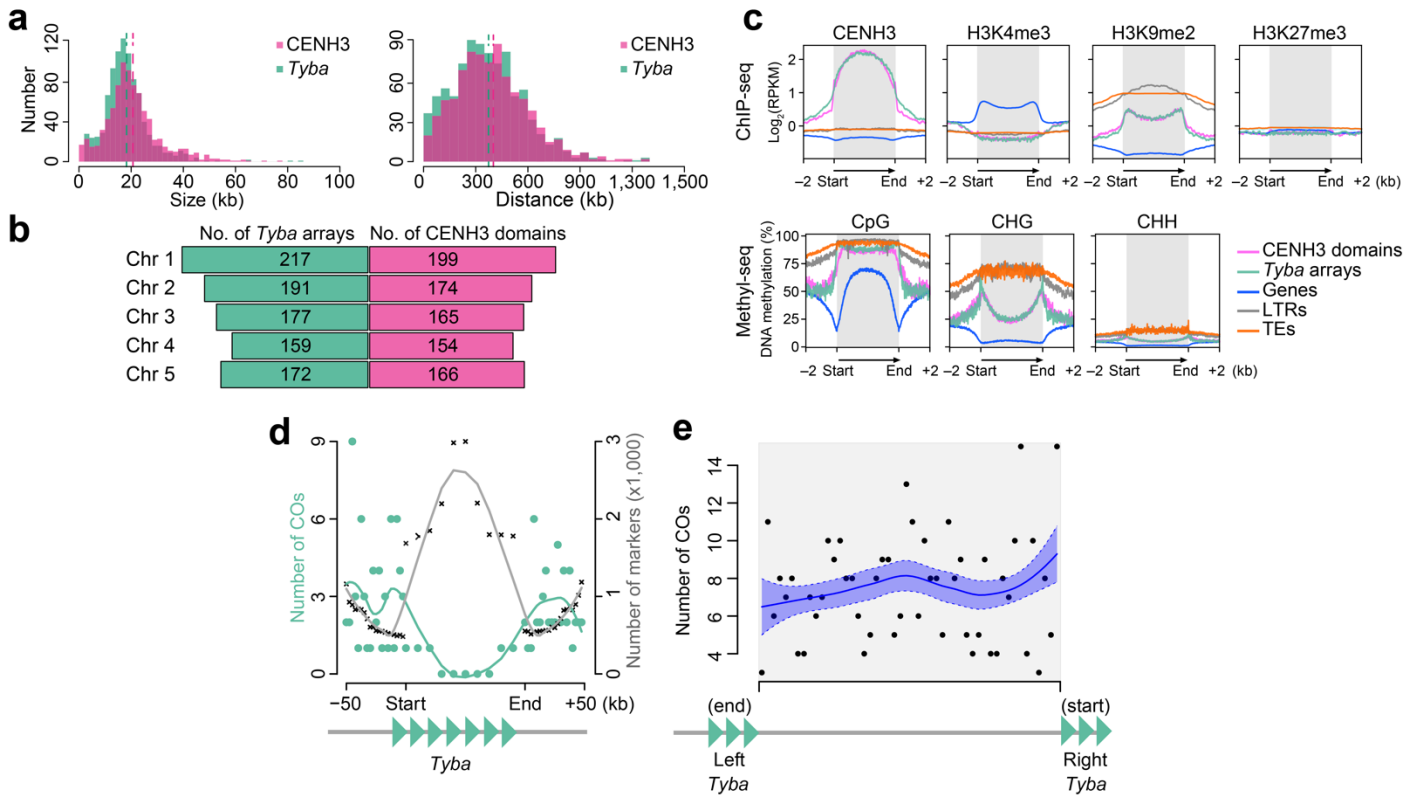 a
Number
120
90
60
30
0
CENH3
Tyba
0 20 40 60 80 100
Size (kb)
90
60
30
0
CENH3
Tyba
0 300 600 900 1,300 1,500
Distance (kb)
b
No. of Tyba arrays No. of CENH3 domains
Chr 1 217 199
Chr 2 191 174
Chr 3 177 165
Chr 4 159 154
Chr 5 172 166
c
CENH3 H3K4me3 H3K9me2 H3K27me3
ChIP-seq
Log2(RPKM)
2
1
0
−2 Start End +2 −2 Start End +2 −2 Start End +2 −2 Start End +2 (kb)
CpG CHG CHH
Methyl-seq
DNA methylation (%)
100
75
50
25
0
−2 Start End +2 −2 Start End +2 −2 Start End +2 (kb)
CENH3 domains
Tyba arrays
Genes
LTRs
TEs
d
Number of COs
9
6
3
0
Number of markers (x1,000)
3
2
1
0
−50 Start End +50 (kb)
Tyba
e
Number of COs
14
12
10
8
6
4
(end) (start)
Left Right
Tyba Tyba